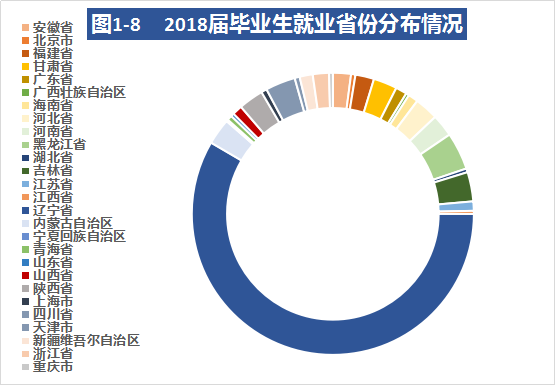 图1-8 2018届毕业生就业省份分布情况
安徽省
北京市
福建省
甘肃省
广东省
广西壮族自治区
海南省
河北省
河南省
黑龙江省
湖北省
吉林省
江苏省
江西省
辽宁省
内蒙古自治区
宁夏回族自治区
青海省
山东省
山西省
陕西省
上海市
四川省
天津市
新疆维吾尔自治区
浙江省
重庆市